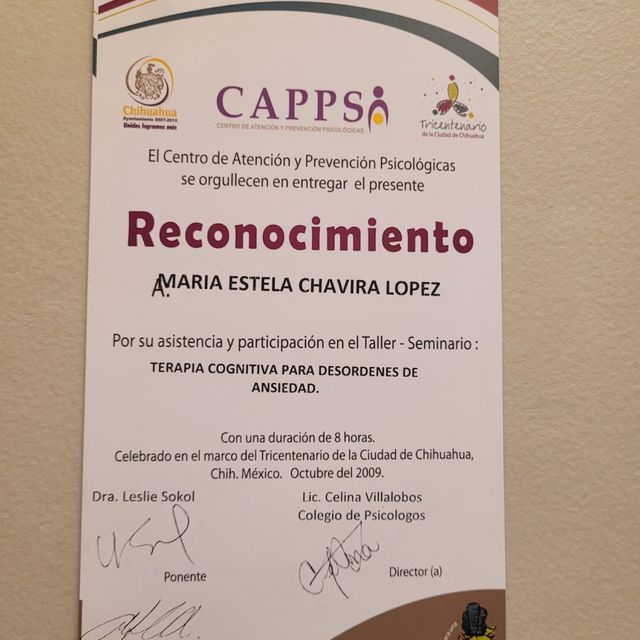 Chihuahua
Ayuntamiento 2007-2010
Unidos logramos más
CAPPSi
CENTRO DE ATENCIÓN Y PREVENCIÓN PSICOLÓGICAS
Tricentenario
de la Ciudad de Chihuahua
El Centro de Atención y Prevención Psicológicas
se orgullecen en entregar el presente
Reconocimiento
A. MARIA ESTELA CHAVIRA LOPEZ
Por su asistencia y participación en el Taller - Seminario :
TERAPIA COGNITIVA PARA DESORDENES DE
ANSIEDAD.
Con una duración de 8 horas.
Celebrado en el marco del Tricentenario de la Ciudad de Chihuahua,
Chih. México. Octubre del 2009.
Dra. Leslie Sokol
Lic. Celina Villalobos
Colegio de Psicologos
Ponente
Director (a)